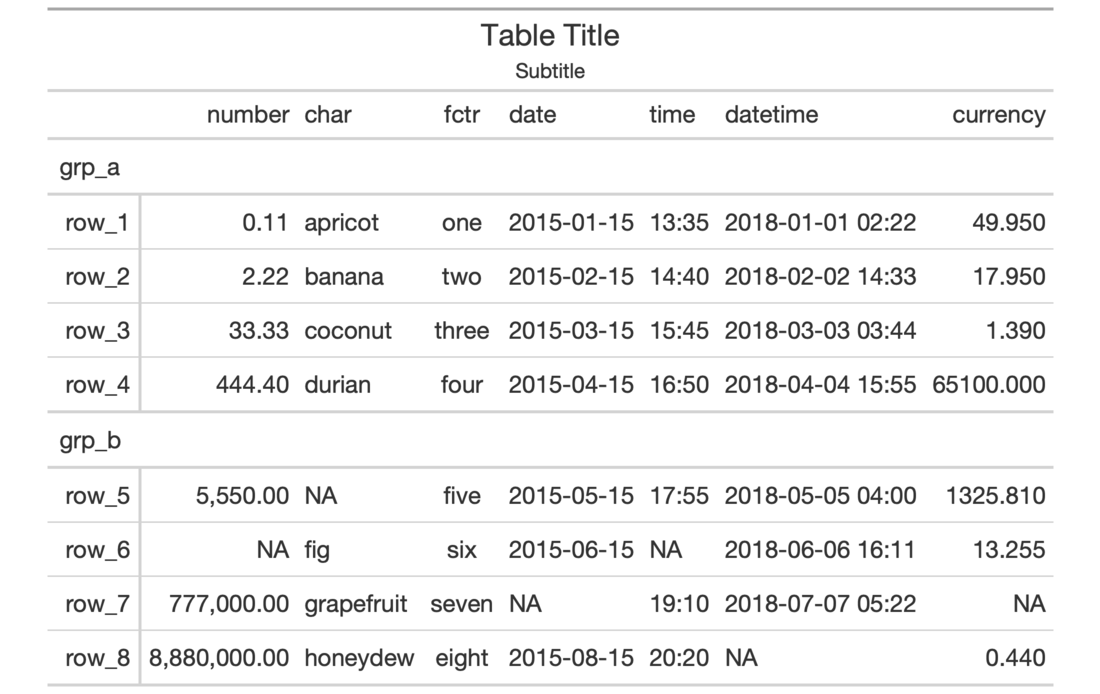 Table Title
Subtitle
number char fctr date time datetime currency
grp_a
row_1 0.11 apricot one 2015-01-15 13:35 2018-01-01 02:22 49.950
row_2 2.22 banana two 2015-02-15 14:40 2018-02-02 14:33 17.950
row_3 33.33 coconut three 2015-03-15 15:45 2018-03-03 03:44 1.390
row_4 444.40 durian four 2015-04-15 16:50 2018-04-04 15:55 65100.000
grp_b
row_5 5,550.00 NA five 2015-05-15 17:55 2018-05-05 04:00 1325.810
row_6 NA fig six 2015-06-15 NA 2018-06-06 16:11 13.255
row_7 777,000.00 grapefruit seven NA 19:10 2018-07-07 05:22 NA
row_8 8,880,000.00 honeydew eight 2015-08-15 20:20 NA 0.440